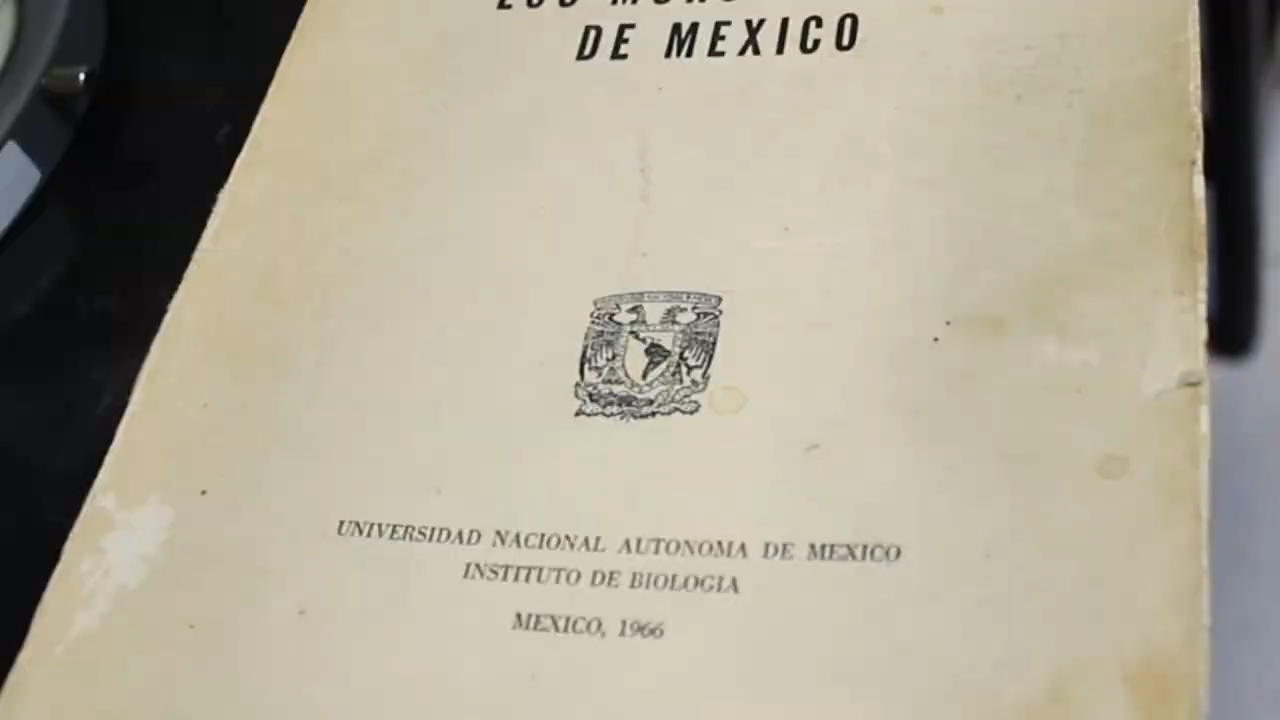 DE MEXICO
UNIVERSIDAD NACIONAL AUTONOMA DE MEXICO
INSTITUTO DE BIOLOGIA
MEXICO, 1966